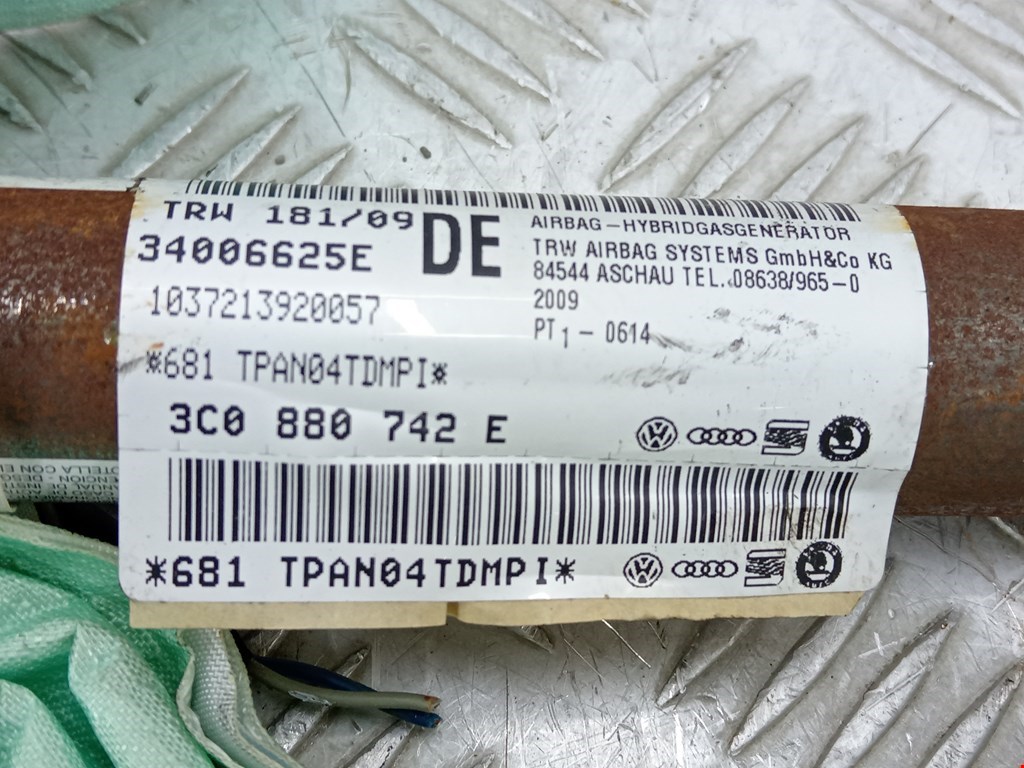 TRW 181/09
34006625E
DE
1037213920057
*681 TPAN04TDMPI*
AIRBAG-HYBRIDGASGENERATOR
TRW AIRBAG SYSTEMS GmbH&Co KG
84544 ASCHAU TEL. 08638/965-0
2009
PT1 - 0614
3C0 880 742 E
*681 TPAN04TDMPI*